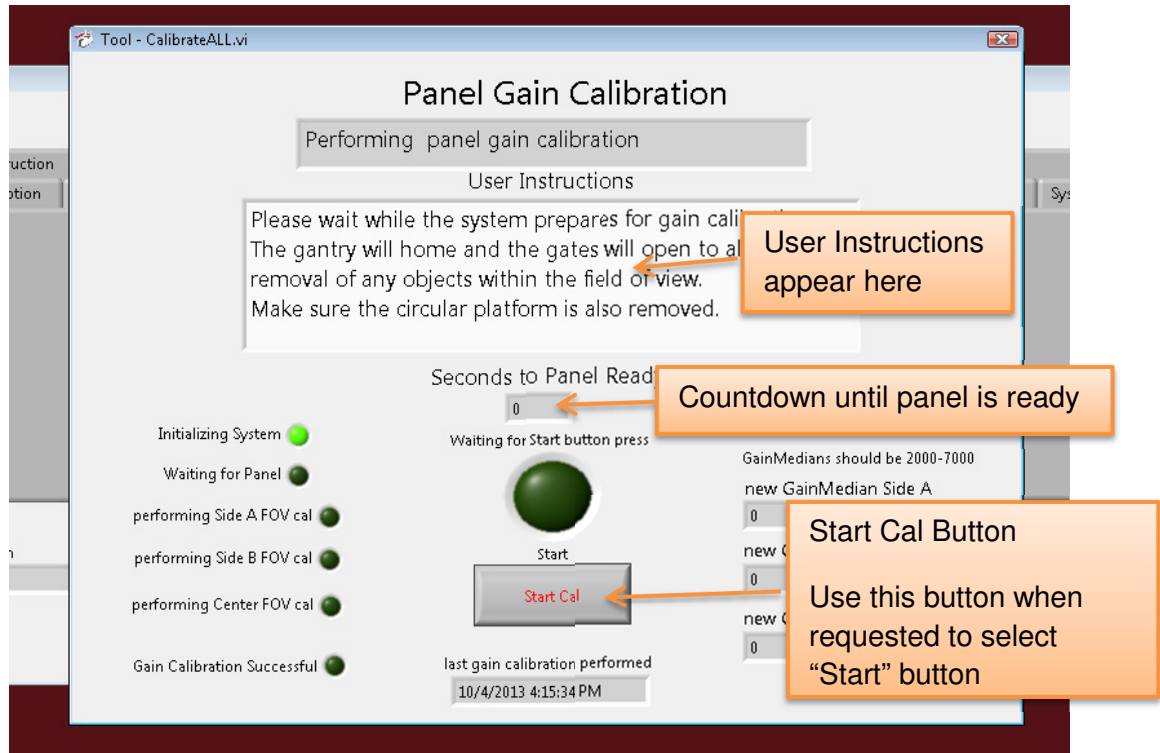 Tool - CalibrateALL.vi
Panel Gain Calibration
Performing panel gain calibration
User Instructions
Please wait while the system prepares for gain
The gantry will home and the gates will open to
removal of any objects within the field of view.
Make sure the circular platform is also removed.
User Instructions
appear here
Seconds to Panel
0
Countdown until panel is ready
Waiting for Start button press
Initializing System
Waiting for Panel
performing Side A FOV cal
performing Side B FOV cal
performing Center FOV cal
Gain Calibration Successful
Start
Start Cal
last gain calibration performed
10/4/2013 4:15:34 PM
GainMedians should be 2000-7000
new GainMedian Side A
0
new
0
new
0
Start Cal Button
Use this button when
requested to select
“Start” button